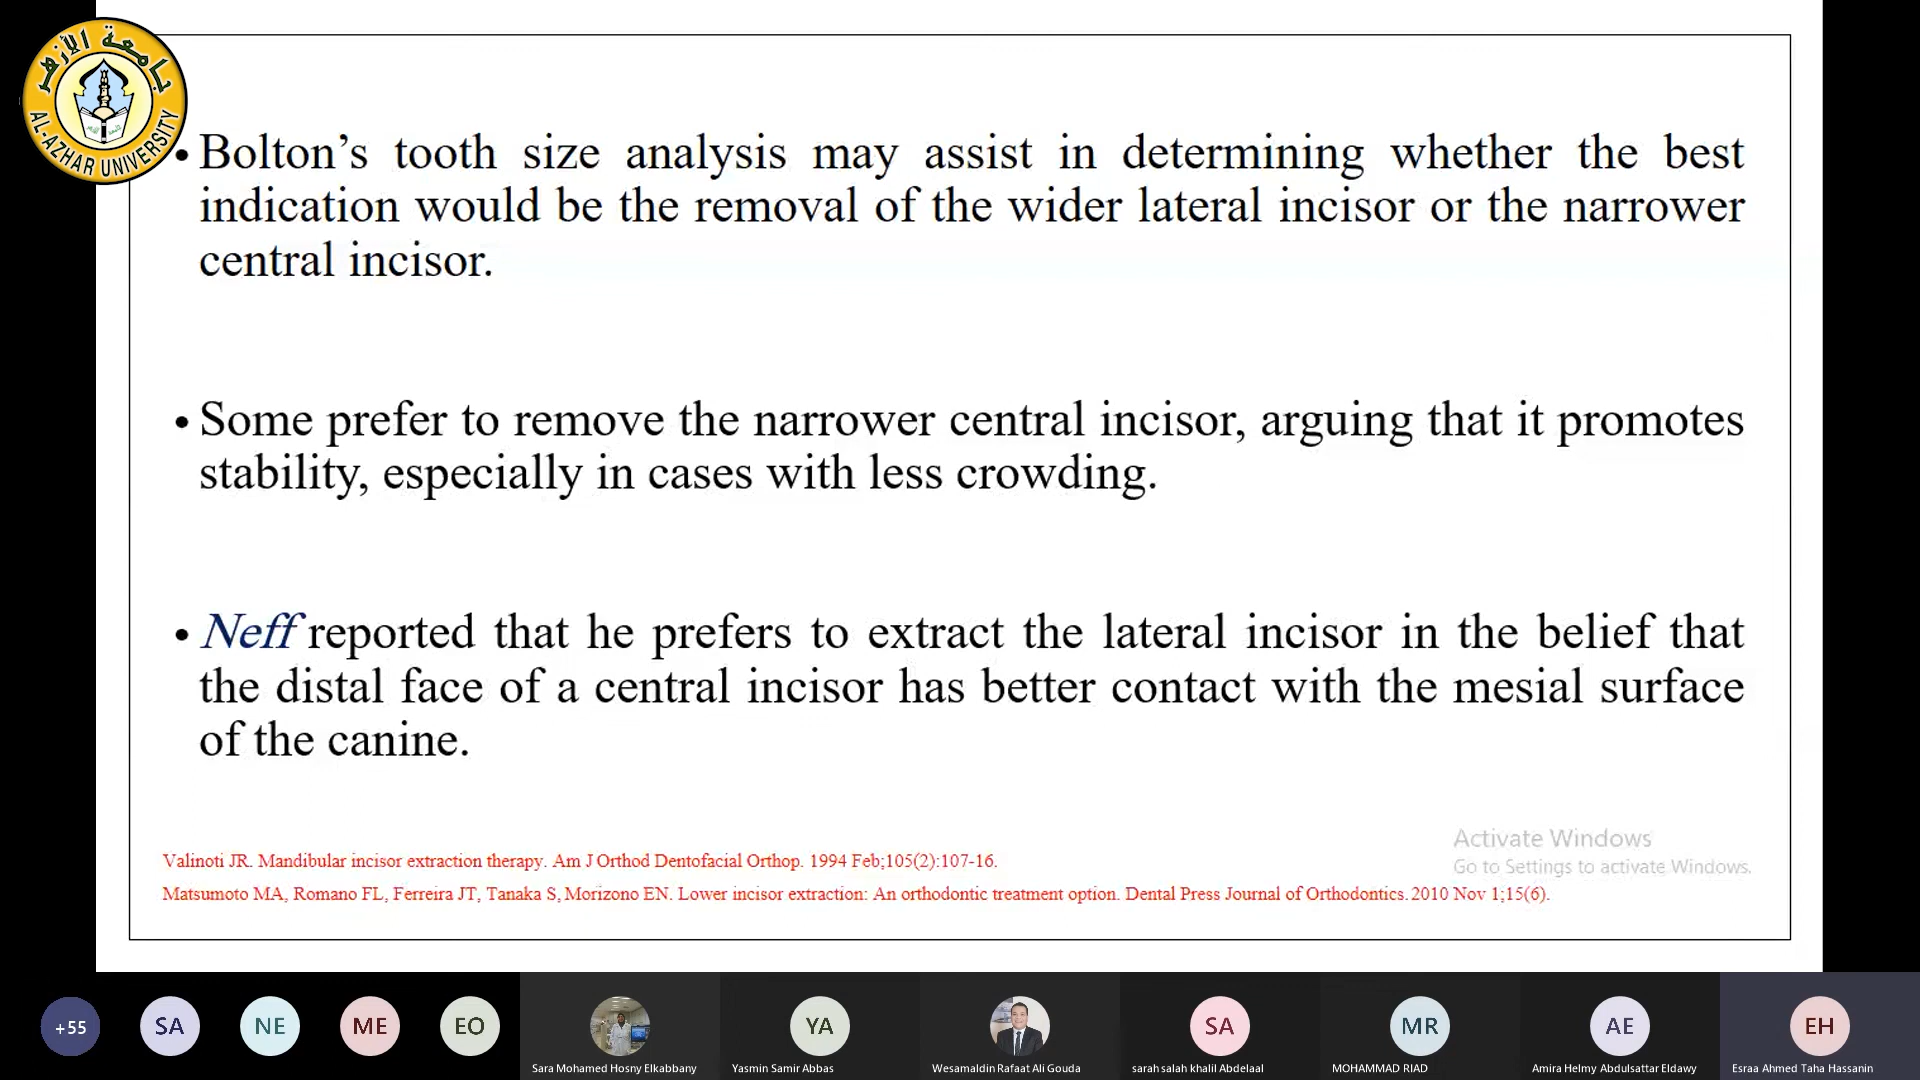 جامعة الأزهر
AL-AZHAR UNIVERSITY
• Bolton’s tooth size analysis may assist in determining whether the best
indication would be the removal of the wider lateral incisor or the narrower
central incisor.
• Some prefer to remove the narrower central incisor, arguing that it promotes
stability, especially in cases with less crowding.
• Neff reported that he prefers to extract the lateral incisor in the belief that
the distal face of a central incisor has better contact with the mesial surface
of the canine.
Activate Windows
Go to Settings to activate Windows.
Valinoti JR. Mandibular incisor extraction therapy. Am J Orthod Dentofacial Orthop. 1994 Feb;105(2):107-16.
Matsumoto MA, Romano FL, Ferreira JT, Tanaka S, Morizono EN. Lower incisor extraction: An orthodontic treatment option. Dental Press Journal of Orthodontics. 2010 Nov 1;15(6).
+55 SA NE ME EO YA SA MR AE EH
Sara Mohamed Hosny Elkabbany Yasmin Samir Abbas Wesamaldin Rafaat Ali Gouda sarah salah khalil Abdelaal MOHAMMAD RIAD Amira Helmy Abdulsattar Eldawy Esraa Ahmed Taha Hassanin